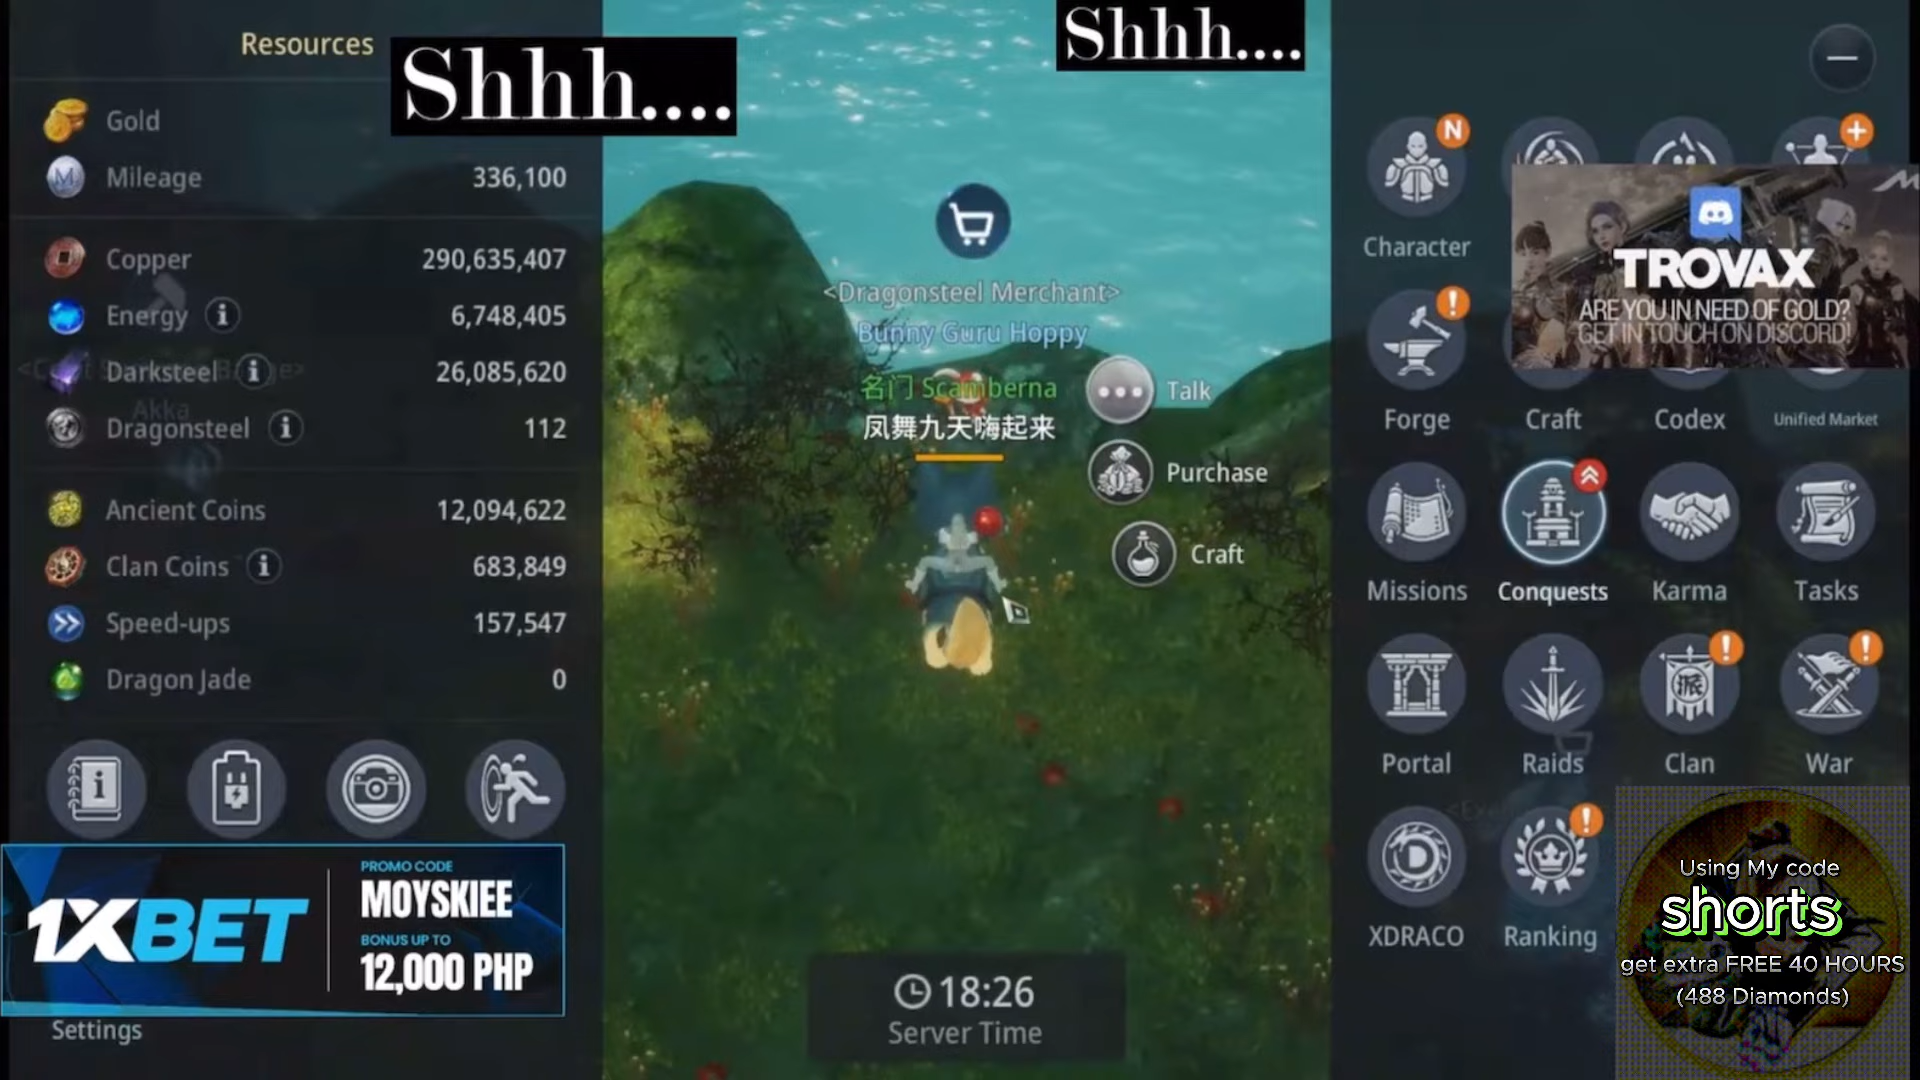 Resources
Shhh....
Shhh....
Gold
Mileage 336,100
Copper 290,635,407
Energy 6,748,405
Darksteel 26,085,620
Akka
Dragonsteel 112
Ancient Coins 12,094,622
Clan Coins 683,849
Speed-ups 157,547
Dragon Jade 0
1XBET
PROMO CODE
MOYSKIEE
BONUS UP TO
12,000 PHP
Settings
<Dragonsteel Merchant>
Bunny Guru Hoppy
名门 Scamberna
凤舞九天嗨起来
Talk
Purchase
Craft
18:26
Server Time
N
Character
TROVAX
ARE YOU IN NEED OF GOLD?
GET IN TOUCH ON DISCORD!
Forge
Craft
Codex
Unified Market
Missions
Conquests
Karma
Tasks
Portal
Raids
派
Clan
War
XDRACO
Ranking
Using My code
shorts
get extra FREE 40 HOURS
(488 Diamonds)